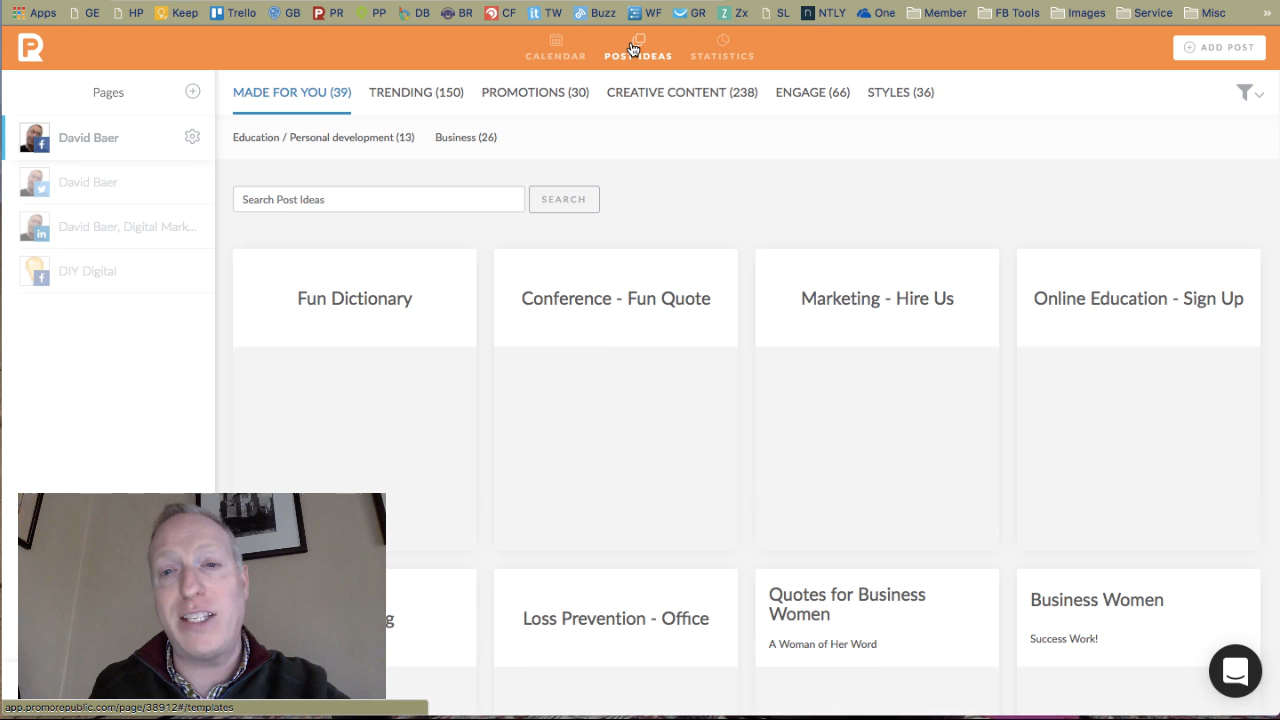 Apps GE HP Keep Trello GB PR PP DB BR CF TW Buzz WF GR Zx SL NTLY One Member FB Tools Images Service Misc »
CALENDAR POST IDEAS STATISTICS
ADD POST
Pages
MADE FOR YOU (39) TRENDING (150) PROMOTIONS (30) CREATIVE CONTENT (238) ENGAGE (66) STYLES (36)
David Baer
Education / Personal development (13) Business (26)
David Baer
Search Post Ideas SEARCH
David Baer, Digital Mark...
DIY Digital
Fun Dictionary
Conference - Fun Quote
Marketing - Hire Us
Online Education - Sign Up
g
Loss Prevention - Office
Quotes for Business
Women
A Woman of Her Word
Business Women
Success Work!
app.promorepublic.com/page/38912#/templates